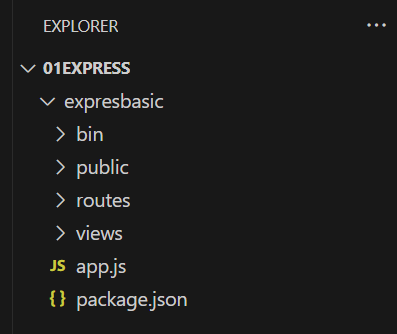 EXPLORER
01EXPRESS
expresbasic
bin
public
routes
views
JS app.js
{} package.json